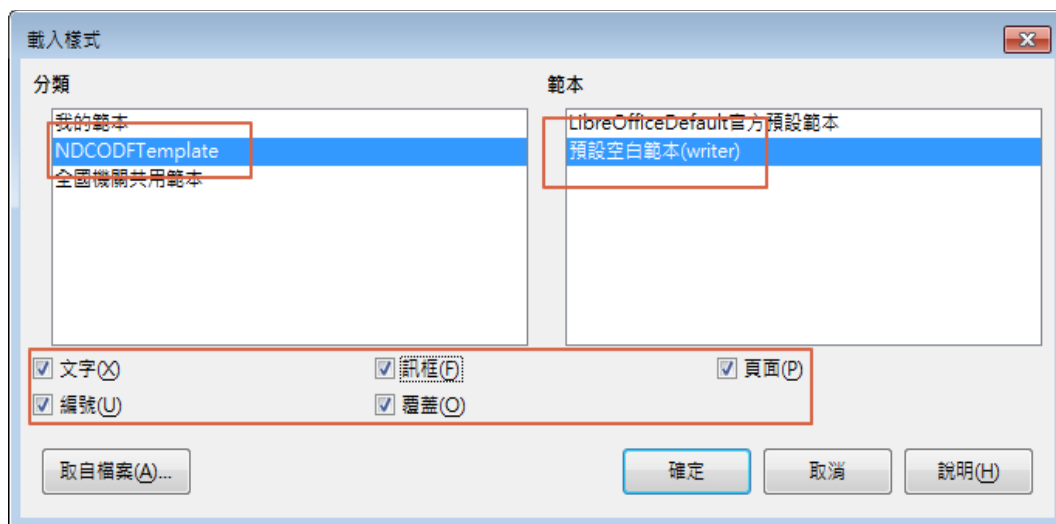 載入樣式
分類
範本
我的範本
NDCODFTemplate
全國機關共用範本
LibreOfficeDefault官方預設範本
預設空白範本(writer)
文字(X)
訊框(F)
頁面(P)
編號(U)
覆蓋(O)
取自檔案(A)...
確定
取消
說明(H)